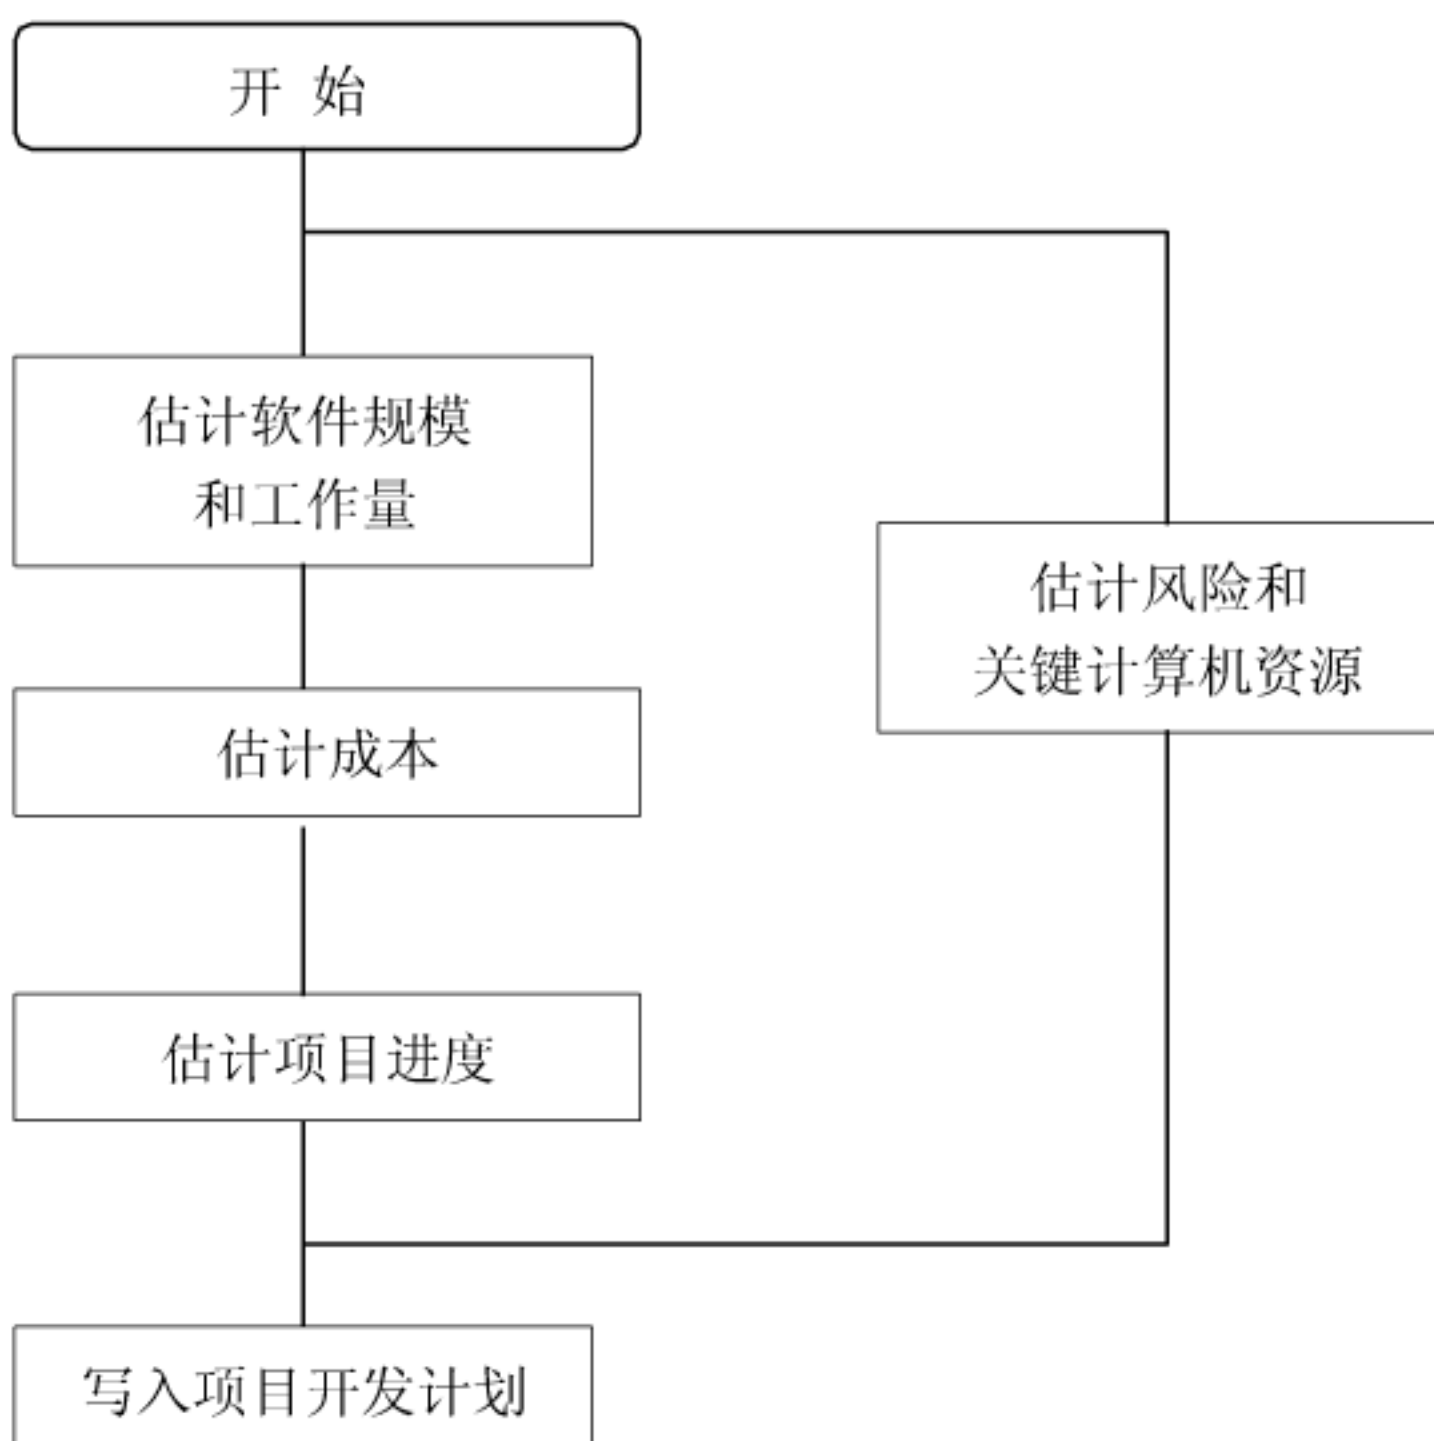 开 始
估计软件规模
和工作量
估计风险和
关键计算机资源
估计成本
估计项目进度
写入项目开发计划